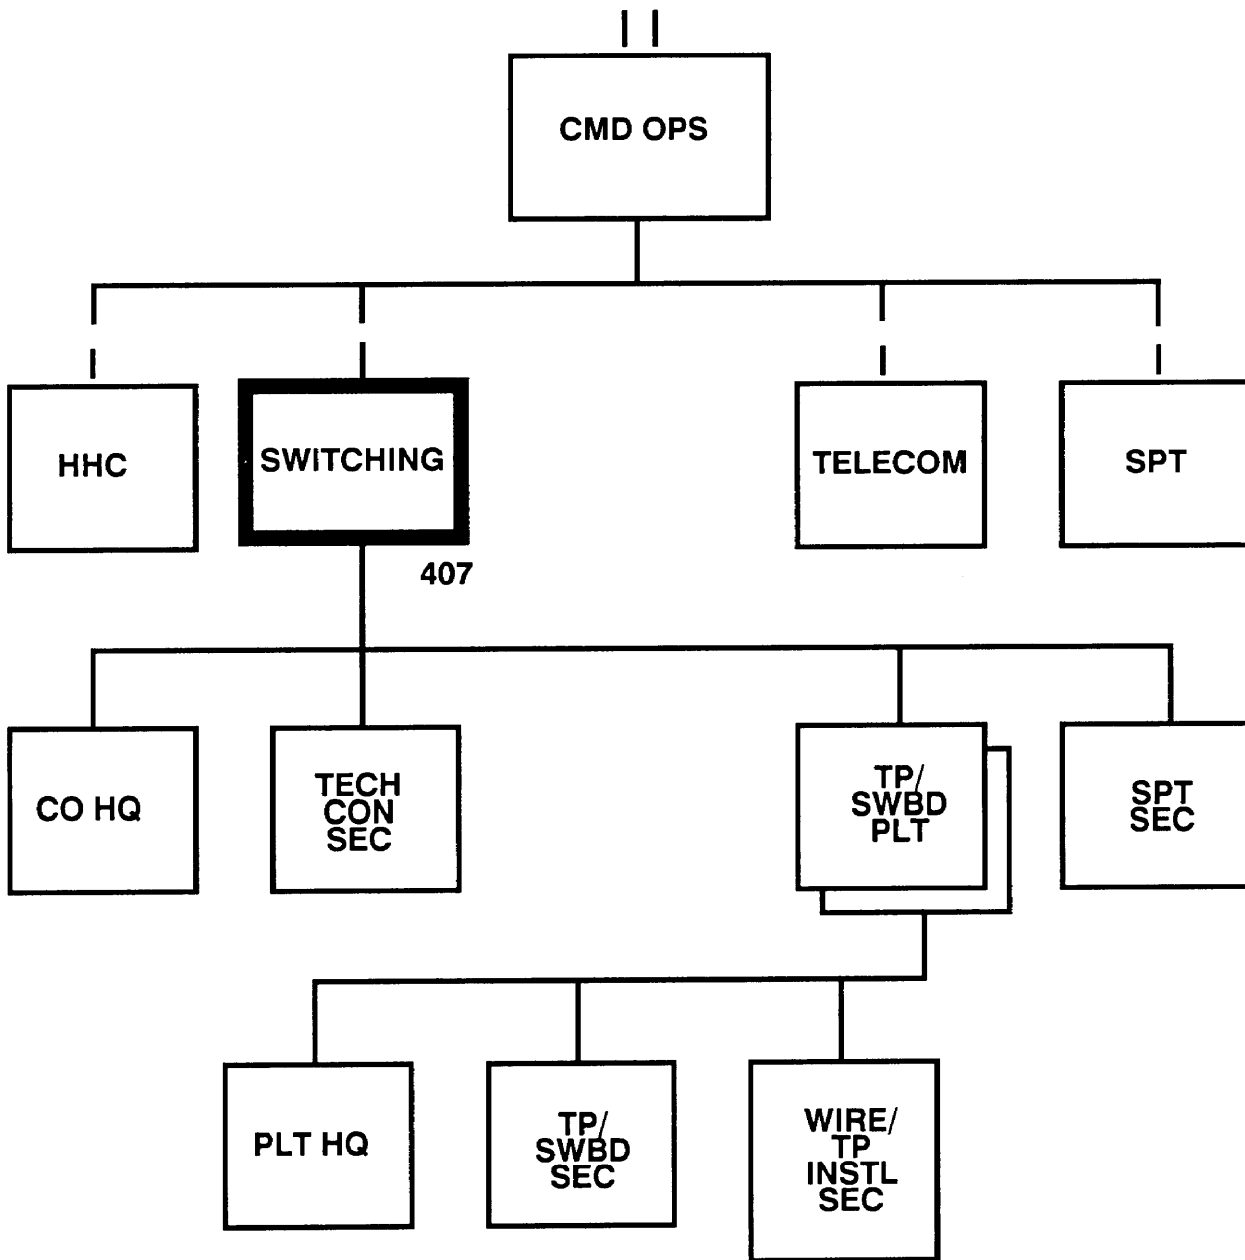 CMD OPS
HHC
SWITCHING
TELECOM
SPT
407
CO HQ
TECH
CON
SEC
TP/
SWBD
PLT
SPT
SEC
PLT HQ
TP/
SWBD
SEC
WIRE/
TP
INSTL
SEC